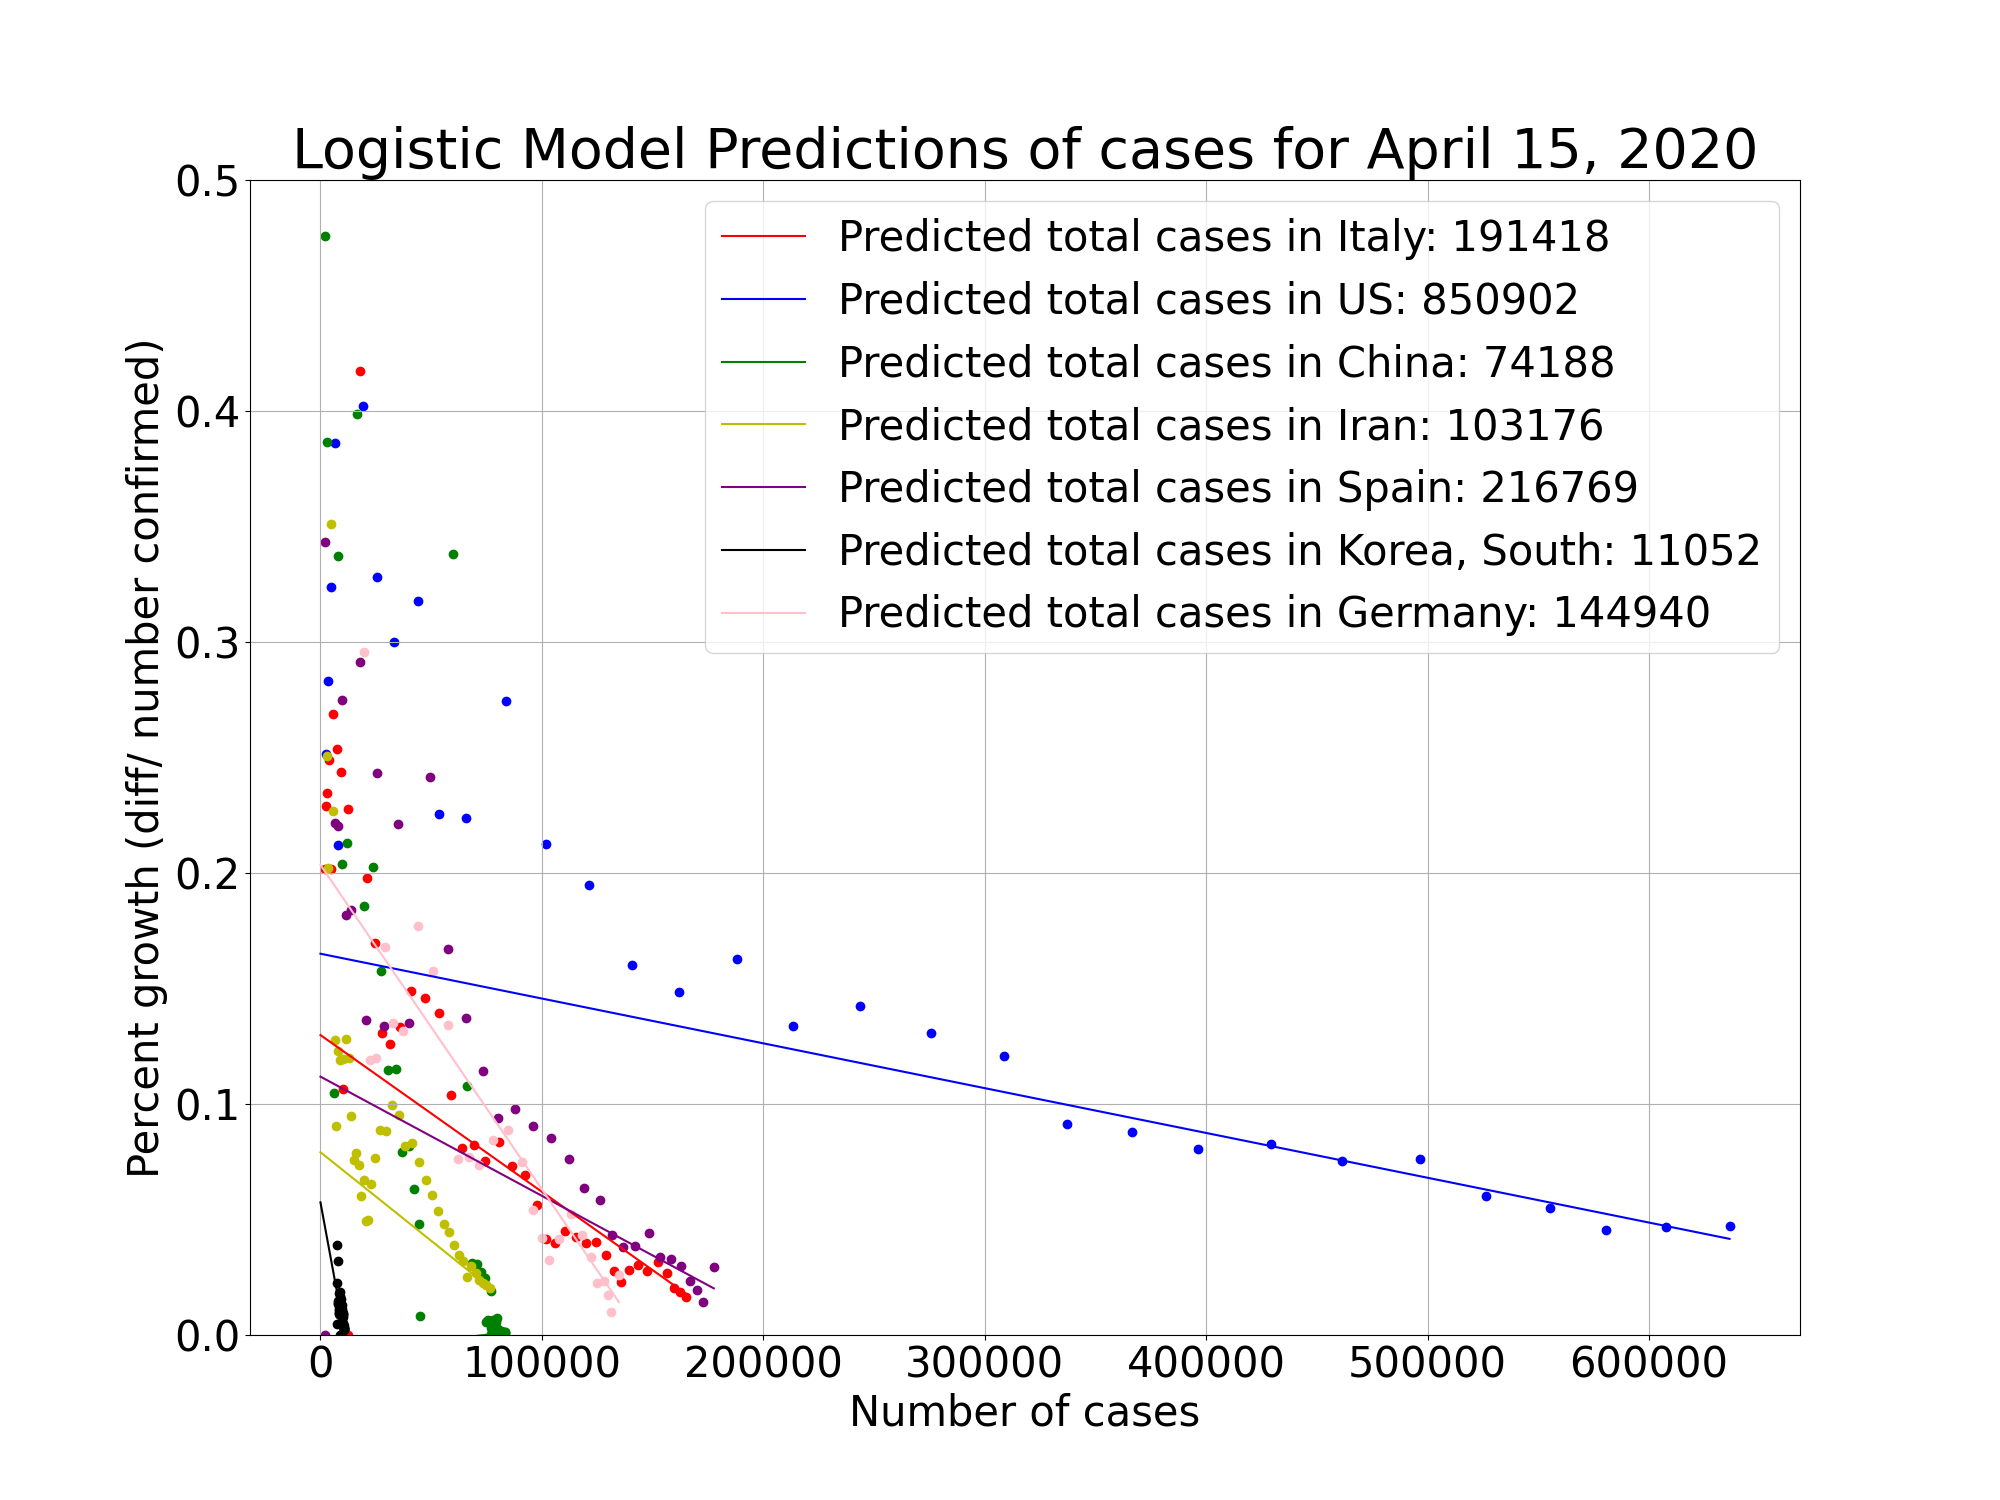 Logistic Model Predictions of cases for April 15, 2020
Percent growth (diff/ number confirmed)
0.5
0.4
0.3
0.2
0.1
0.0
Predicted total cases in Italy: 191418
Predicted total cases in US: 850902
Predicted total cases in China: 74188
Predicted total cases in Iran: 103176
Predicted total cases in Spain: 216769
Predicted total cases in Korea, South: 11052
Predicted total cases in Germany: 144940
0 100000 200000 300000 400000 500000 600000
Number of cases